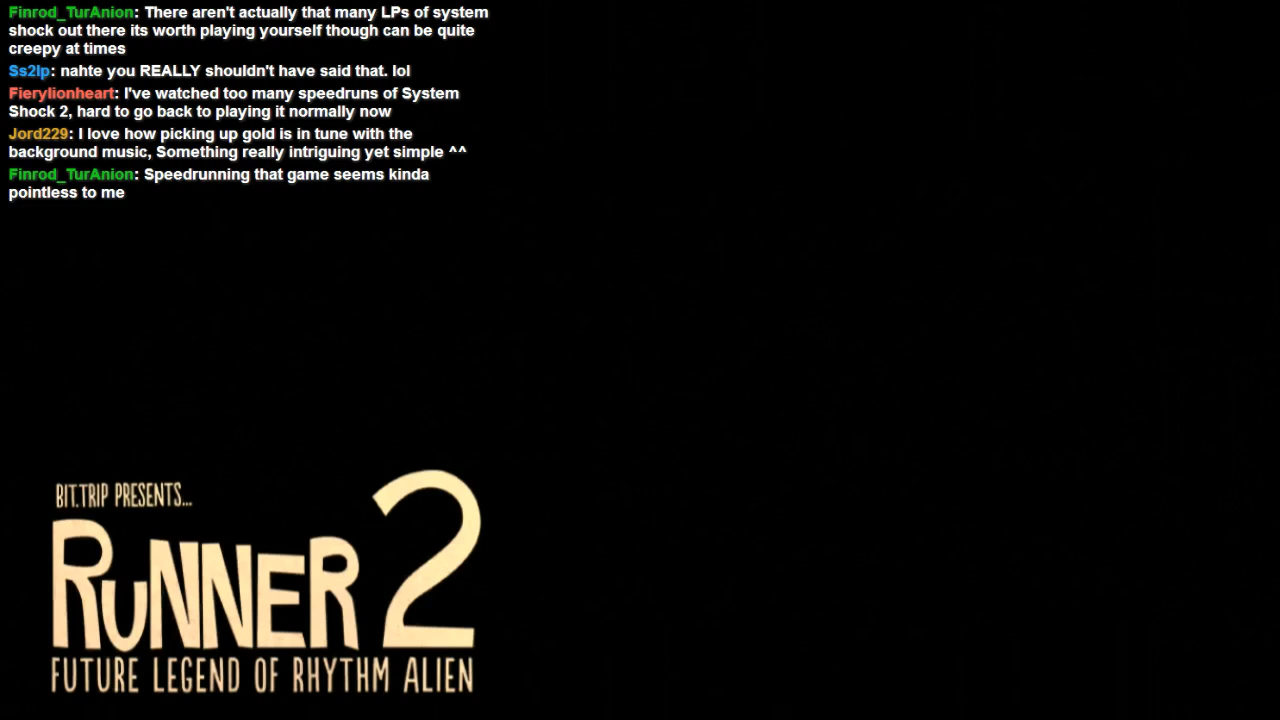 Finrod_TurAnion: There aren't actually that many LPs of system
shock out there its worth playing yourself though can be quite
creepy at times
Ss2lp: nahte you REALLY shouldn't have said that. lol
Fierylionheart: I've watched too many speedruns of System
Shock 2, hard to go back to playing it normally now
Jord229: I love how picking up gold is in tune with the
background music, Something really intriguing yet simple ^^
Finrod_TurAnion: Speedrunning that game seems kinda
pointless to me
BIT.TRIP PRESENTS...
RUNNER 2
FUTURE LEGEND OF RHYTHM ALIEN